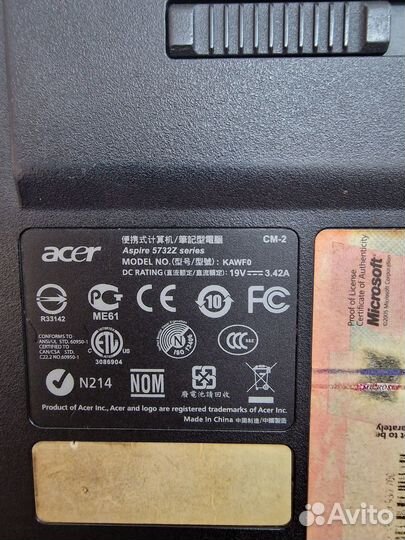 acer
便携式计算机/筆記型電腦
CM-2
Aspire 5732Z series
MODEL NO.(型号/型號): KAWF0
DC RATING(直流额定/直流額定): 19V⎓3.42A
R33142
ME61
10
FC
CE
CONFORMS TO
ANSI/UL STD.60950-1
CERTIFIED TO
CAN/CSA STD.
C22.2 NO.60950-1
ETL
3086904
N
N214
NOM
廢電池請回收
Product of Acer Inc., Acer and logo are registered trademarks of Acer Inc.
Made in China 中国制造/中國製造
Proof of License
Certificate of Authenticity
Microsoft
©2005 Microsoft Corporation
Avito